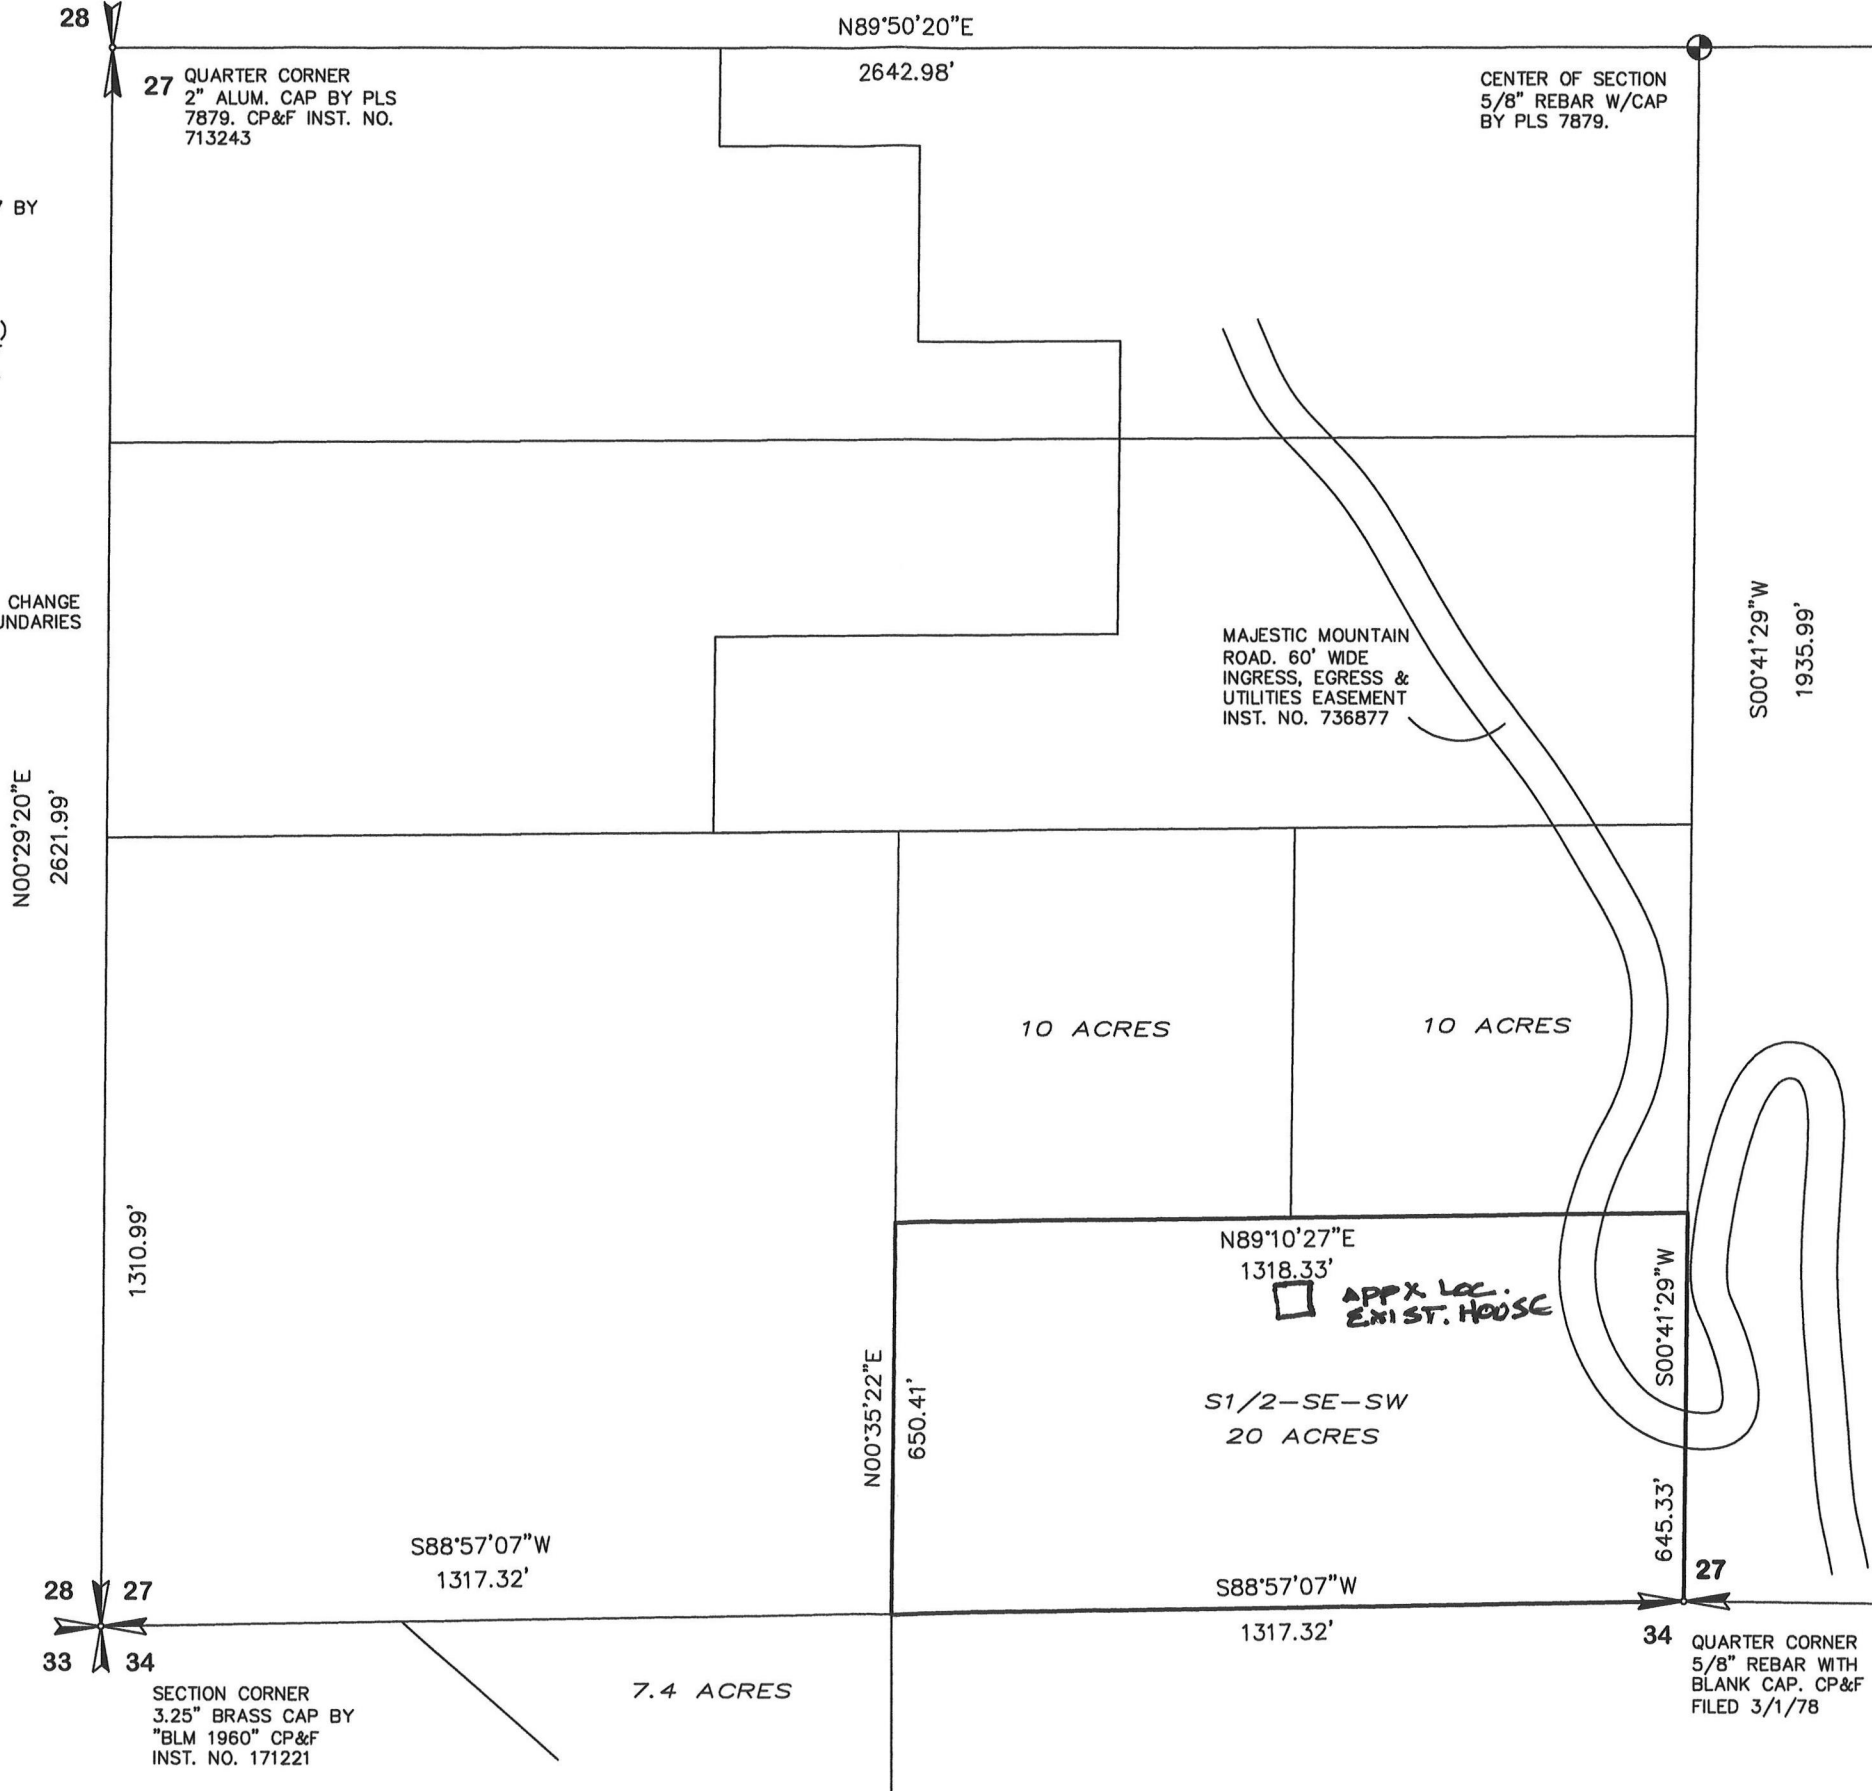 28
N89°50'20"E
2642.98'
27
QUARTER CORNER
2" ALUM. CAP BY PLS
7879. CP&F INST. NO.
713243
CENTER OF SECTION
5/8" REBAR W/CAP
BY PLS 7879.
BY
CHANGE
UNDARIES
MAJESTIC MOUNTAIN
ROAD. 60' WIDE
INGRESS, EGRESS &
UTILITIES EASEMENT
INST. NO. 736877
S00°41'29"W
1935.99'
N00°29'20"E
2621.99'
10 ACRES
10 ACRES
1310.99'
N89°10'27"E
1318.33'
APPX. LOC.
EXIST. HOUSE
S00°41'29"W
645.33'
N00°35'22"E
650.41'
S1/2-SE-SW
20 ACRES
S88°57'07"W
1317.32'
S88°57'07"W
1317.32'
28 27
33 34
27
34
SECTION CORNER
3.25" BRASS CAP BY
"BLM 1960" CP&F
INST. NO. 171221
7.4 ACRES
QUARTER CORNER
5/8" REBAR WITH
BLANK CAP. CP&F
FILED 3/1/78